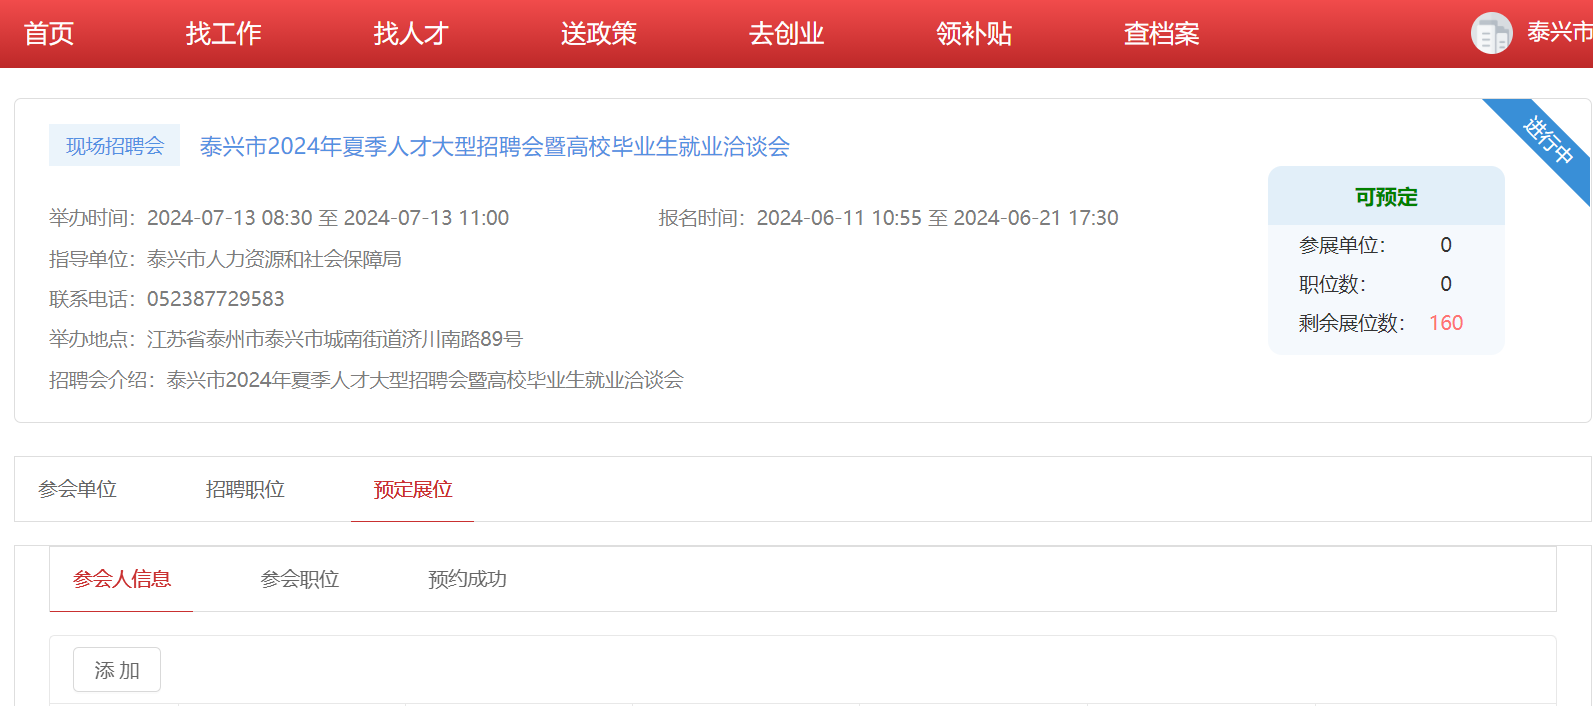 首页 找工作 找人才 送政策 去创业 领补贴 查档案 泰兴市
进行中
现场招聘会 泰兴市2024年夏季人才大型招聘会暨高校毕业生就业洽谈会
举办时间：2024-07-13 08:30 至 2024-07-13 11:00 报名时间：2024-06-11 10:55 至 2024-06-21 17:30
指导单位：泰兴市人力资源和社会保障局
联系电话：052387729583
举办地点：江苏省泰州市泰兴市城南街道济川南路89号
招聘会介绍：泰兴市2024年夏季人才大型招聘会暨高校毕业生就业洽谈会
可预定
参展单位： 0
职位数： 0
剩余展位数： 160
参会单位 招聘职位 预定展位
参会人信息 参会职位 预约成功
添 加